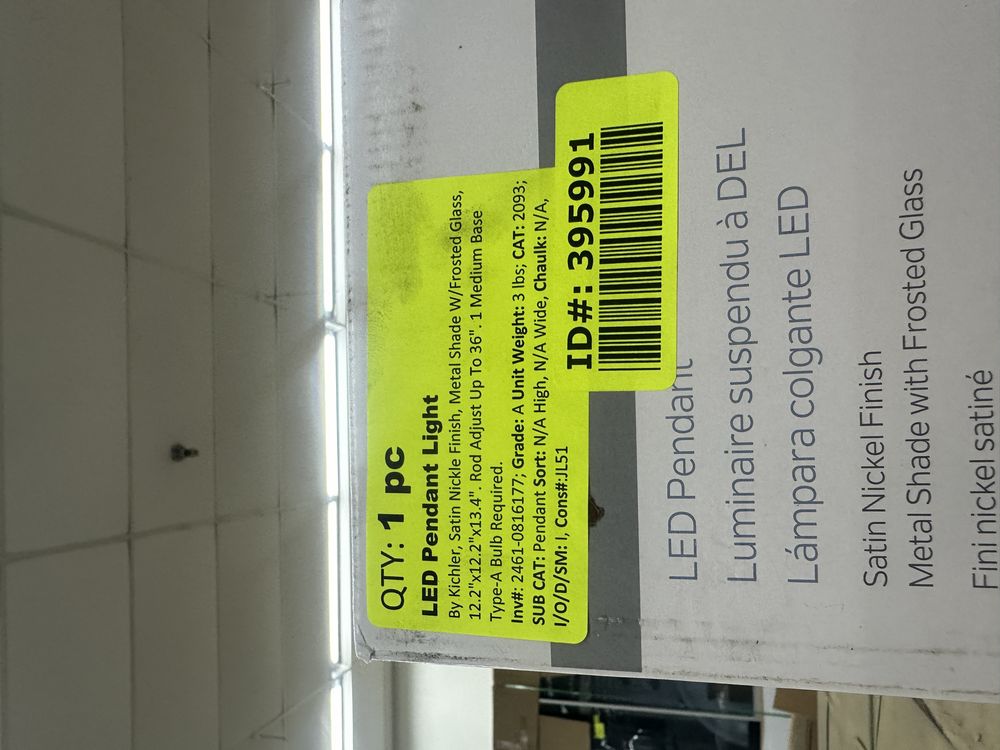 QTY: 1 pc
LED Pendant Light
By Kichler, Satin Nickle Finish, Metal Shade W/Frosted Glass,
12.2"x12.2"x13.4". Rod Adjust Up To 36". 1 Medium Base
Type-A Bulb Required.
Inv#: 2461-0816177; Grade: A Unit Weight: 3 lbs; CAT: 2093;
SUB CAT: Pendant Sort: N/A High, N/A Wide, Chaulk: N/A,
I/O/D/SM: I, Cons#:JL51
ID#: 395991
LED Pendant
Luminaire suspendu à DEL
Lámpara colgante LED
Satin Nickel Finish
Metal Shade with Frosted Glass
Fini nickel satiné